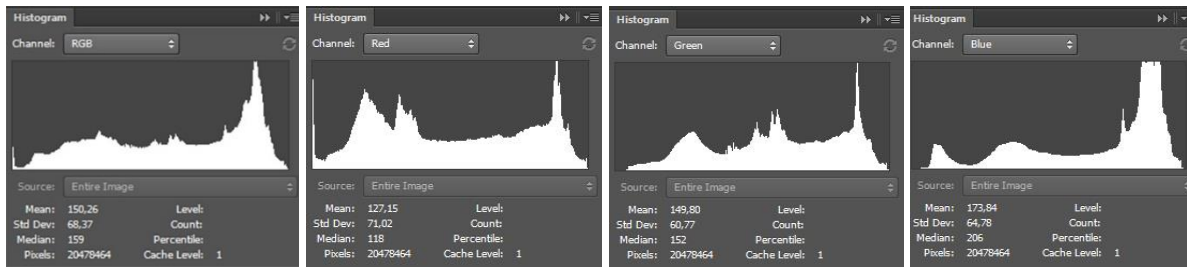 Histogram
Channel: RGB
Source: Entire Image
Mean: 150,26 Level:
Std Dev: 68,37 Count:
Median: 159 Percentile:
Pixels: 20478464 Cache Level: 1
Histogram
Channel: Red
Source: Entire Image
Mean: 127,15 Level:
Std Dev: 71,02 Count:
Median: 118 Percentile:
Pixels: 20478464 Cache Level: 1
Histogram
Channel: Green
Source: Entire Image
Mean: 149,80 Level:
Std Dev: 60,77 Count:
Median: 152 Percentile:
Pixels: 20478464 Cache Level: 1
Histogram
Channel: Blue
Source: Entire Image
Mean: 173,84 Level:
Std Dev: 64,78 Count:
Median: 206 Percentile:
Pixels: 20478464 Cache Level: 1